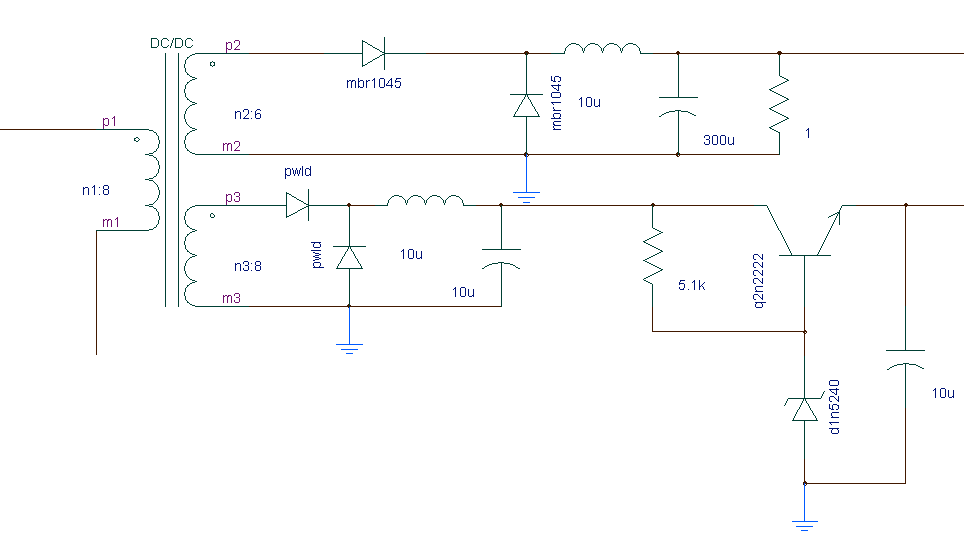 DC/DC
p2
mbr1045
mbr1045
10u
n2:6
300u
1
p1
m2
n1:8
pwld
p3
m1
pwld
10u
n3:8
10u
5.1k
q2n2222
m3
d1n5240
10u